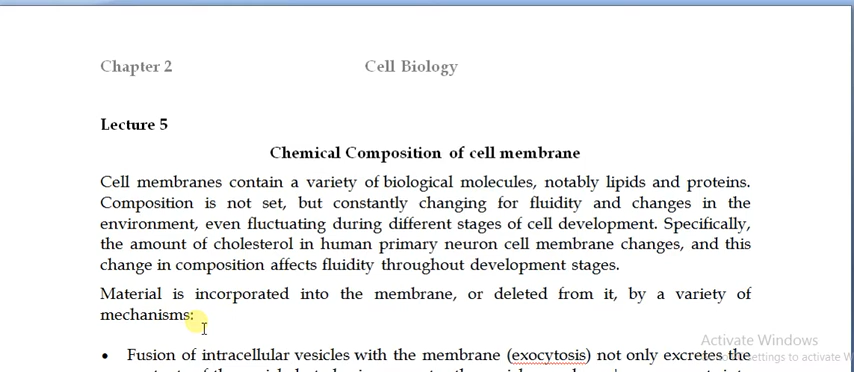 Chapter 2 Cell Biology
Lecture 5
Chemical Composition of cell membrane
Cell membranes contain a variety of biological molecules, notably lipids and proteins.
Composition is not set, but constantly changing for fluidity and changes in the
environment, even fluctuating during different stages of cell development. Specifically,
the amount of cholesterol in human primary neuron cell membrane changes, and this
change in composition affects fluidity throughout development stages.
Material is incorporated into the membrane, or deleted from it, by a variety of
mechanisms:
Activate Windows
• Fusion of intracellular vesicles with the membrane (exocytosis) not only excretes the
settings to activate W